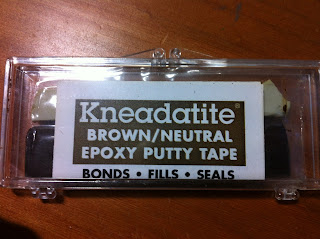 Kneadatite®
BROWN/NEUTRAL
EPOXY PUTTY TAPE
BONDS • FILLS • SEALS